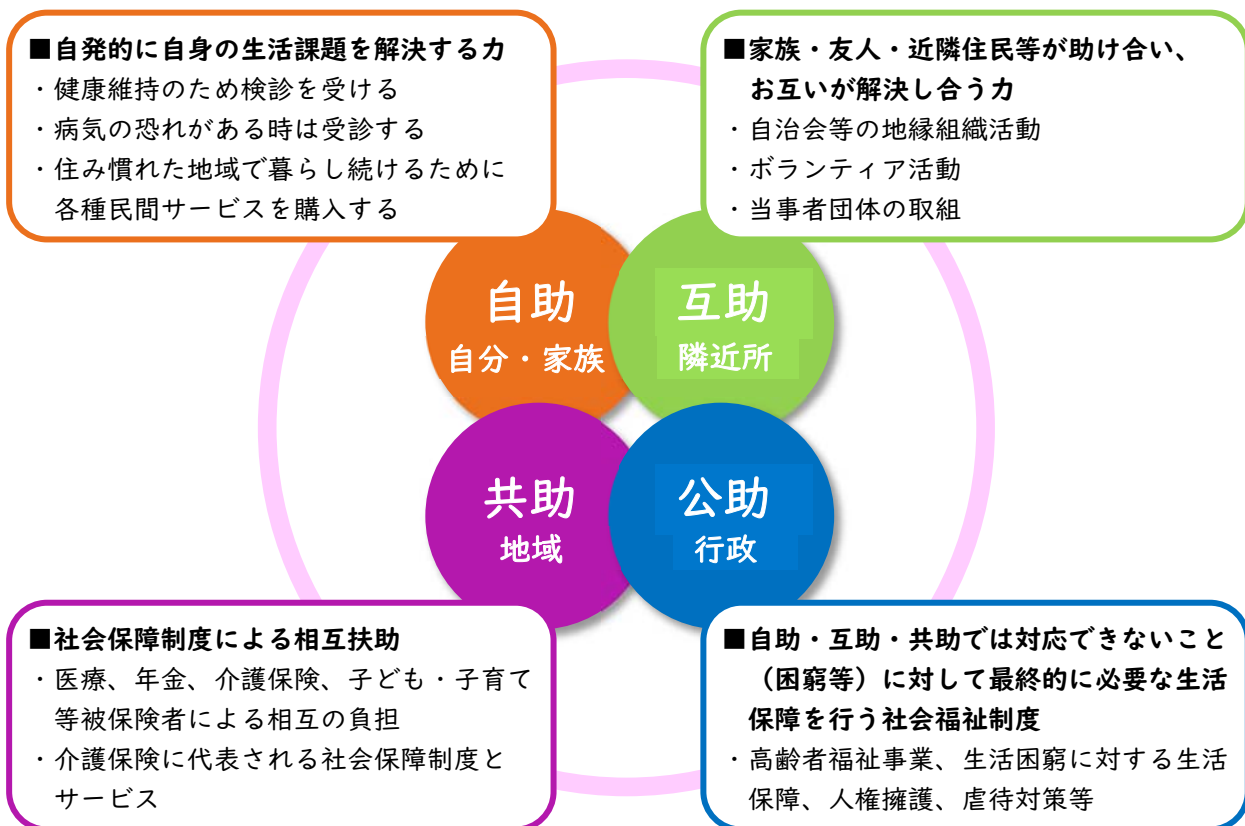 ■自発的に自身の生活課題を解決する力
・健康維持のため検診を受ける
・病気の恐れがある時は受診する
・住み慣れた地域で暮らし続けるために
各種民間サービスを購入する
■家族・友人・近隣住民等が助け合い、
お互いが解決し合う力
・自治会等の地縁組織活動
・ボランティア活動
・当事者団体の取組
自助
自分・家族
互助
隣近所
共助
地域
公助
行政
■社会保障制度による相互扶助
・医療、年金、介護保険、子ども・子育て
等被保険者による相互の負担
・介護保険に代表される社会保障制度と
サービス
■自助・互助・共助では対応できないこと
（困窮等）に対して最終的に必要な生活
保障を行う社会福祉制度
・高齢者福祉事業、生活困窮に対する生活
保障、人権擁護、虐待対策等